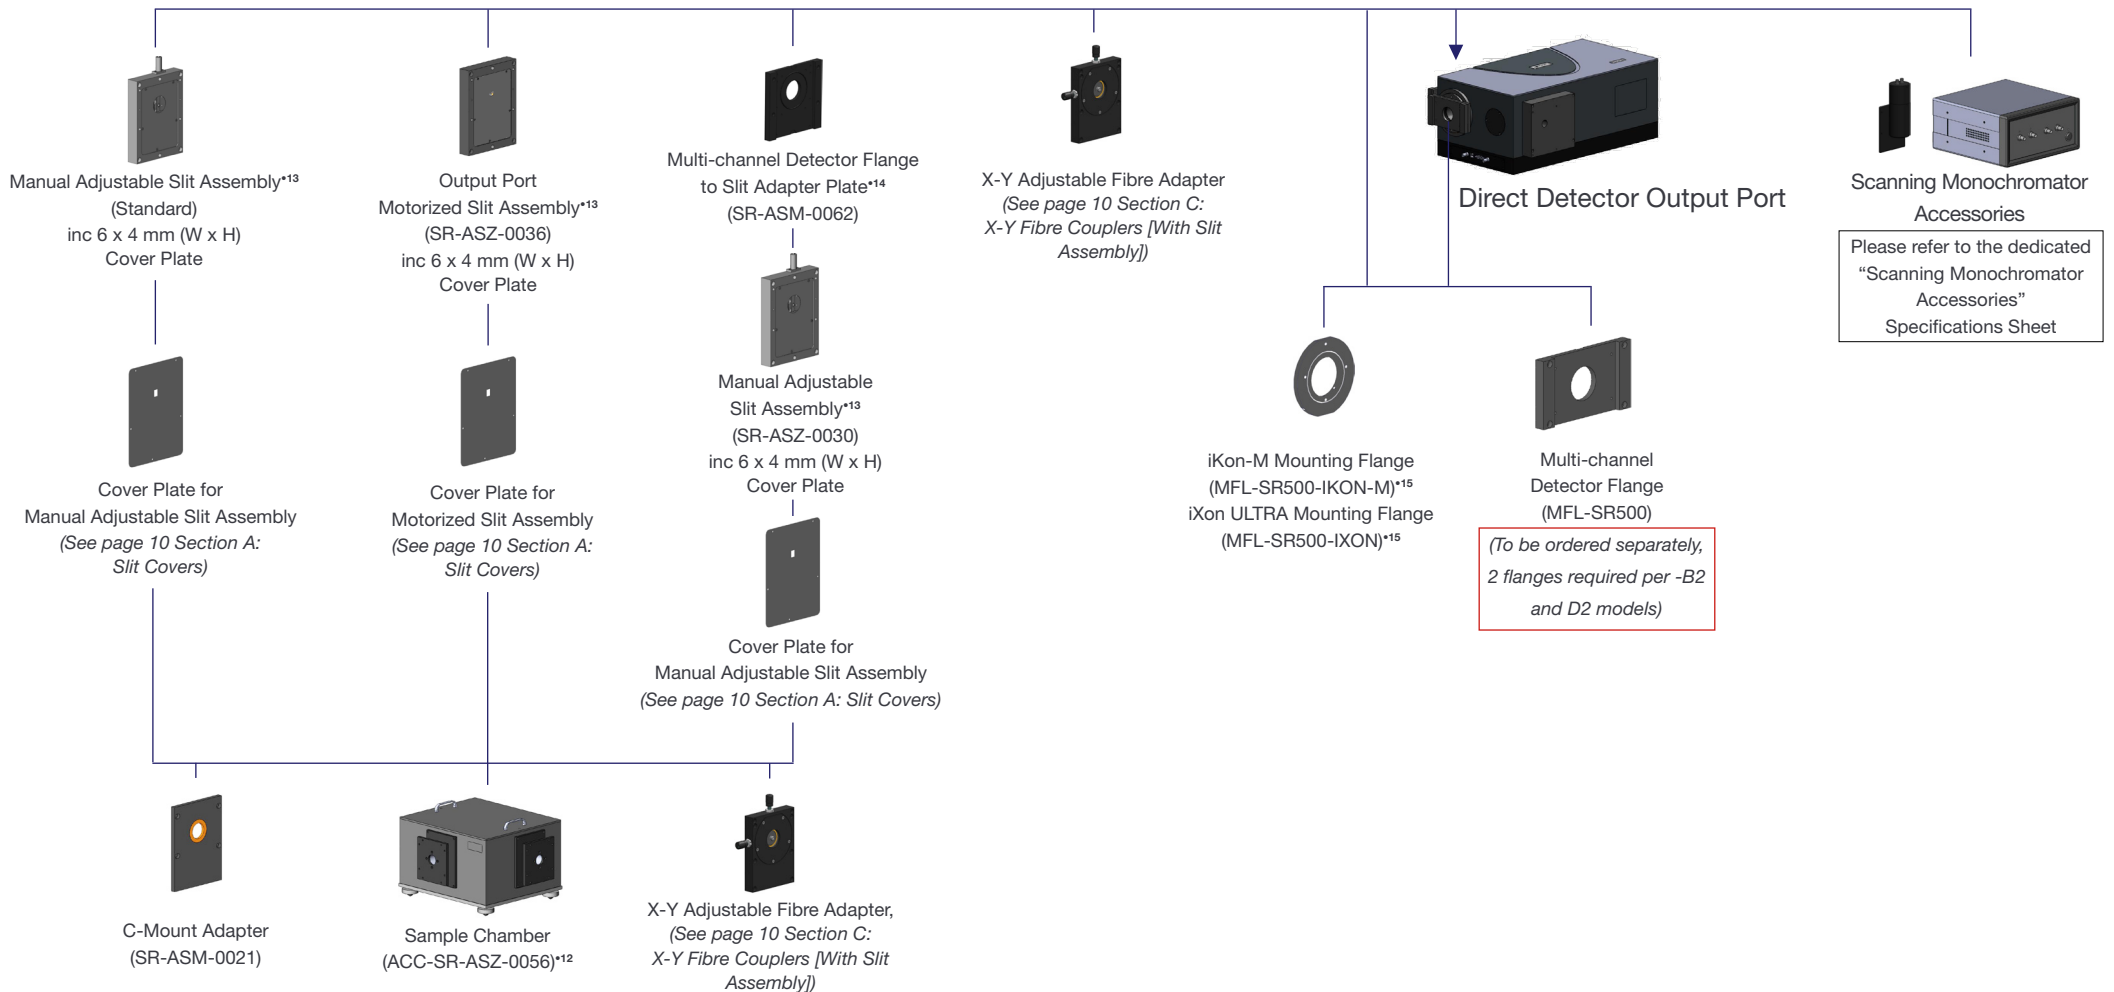 Manual Adjustable Slit Assembly•13
(Standard)
inc 6 x 4 mm (W x H)
Cover Plate
Output Port
Motorized Slit Assembly•13
(SR-ASZ-0036)
inc 6 x 4 mm (W x H)
Cover Plate
Multi-channel Detector Flange
to Slit Adapter Plate•14
(SR-ASM-0062)
X-Y Adjustable Fibre Adapter
(See page 10 Section C:
X-Y Fibre Couplers [With Slit
Assembly])
Direct Detector Output Port
Scanning Monochromator
Accessories
Please refer to the dedicated
“Scanning Monochromator
Accessories”
Specifications Sheet
Manual Adjustable
Slit Assembly•13
(SR-ASZ-0030)
inc 6 x 4 mm (W x H)
Cover Plate
iKon-M Mounting Flange
(MFL-SR500-IKON-M)•15
iXon ULTRA Mounting Flange
(MFL-SR500-IXON)•15
Multi-channel
Detector Flange
(MFL-SR500)
(To be ordered separately,
2 flanges required per -B2
and D2 models)
Cover Plate for
Manual Adjustable Slit Assembly
(See page 10 Section A:
Slit Covers)
Cover Plate for
Motorized Slit Assembly
(See page 10 Section A:
Slit Covers)
Cover Plate for
Manual Adjustable Slit Assembly
(See page 10 Section A: Slit Covers)
C-Mount Adapter
(SR-ASM-0021)
Sample Chamber
(ACC-SR-ASZ-0056)•12
X-Y Adjustable Fibre Adapter,
(See page 10 Section C:
X-Y Fibre Couplers [With Slit
Assembly])